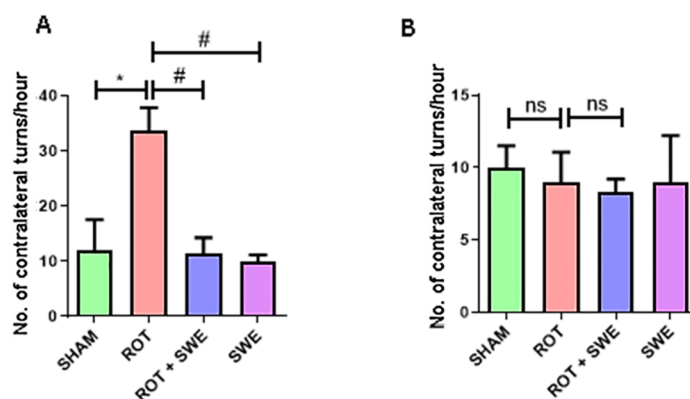 A
No. of contralateral turns/hour
#
* #
40
30
20
10
0
SHAM
ROT
ROT + SWE
SWE
B
No. of contralateral turns/hour
ns ns
15
10
5
0
SHAM
ROT
ROT + SWE
SWE